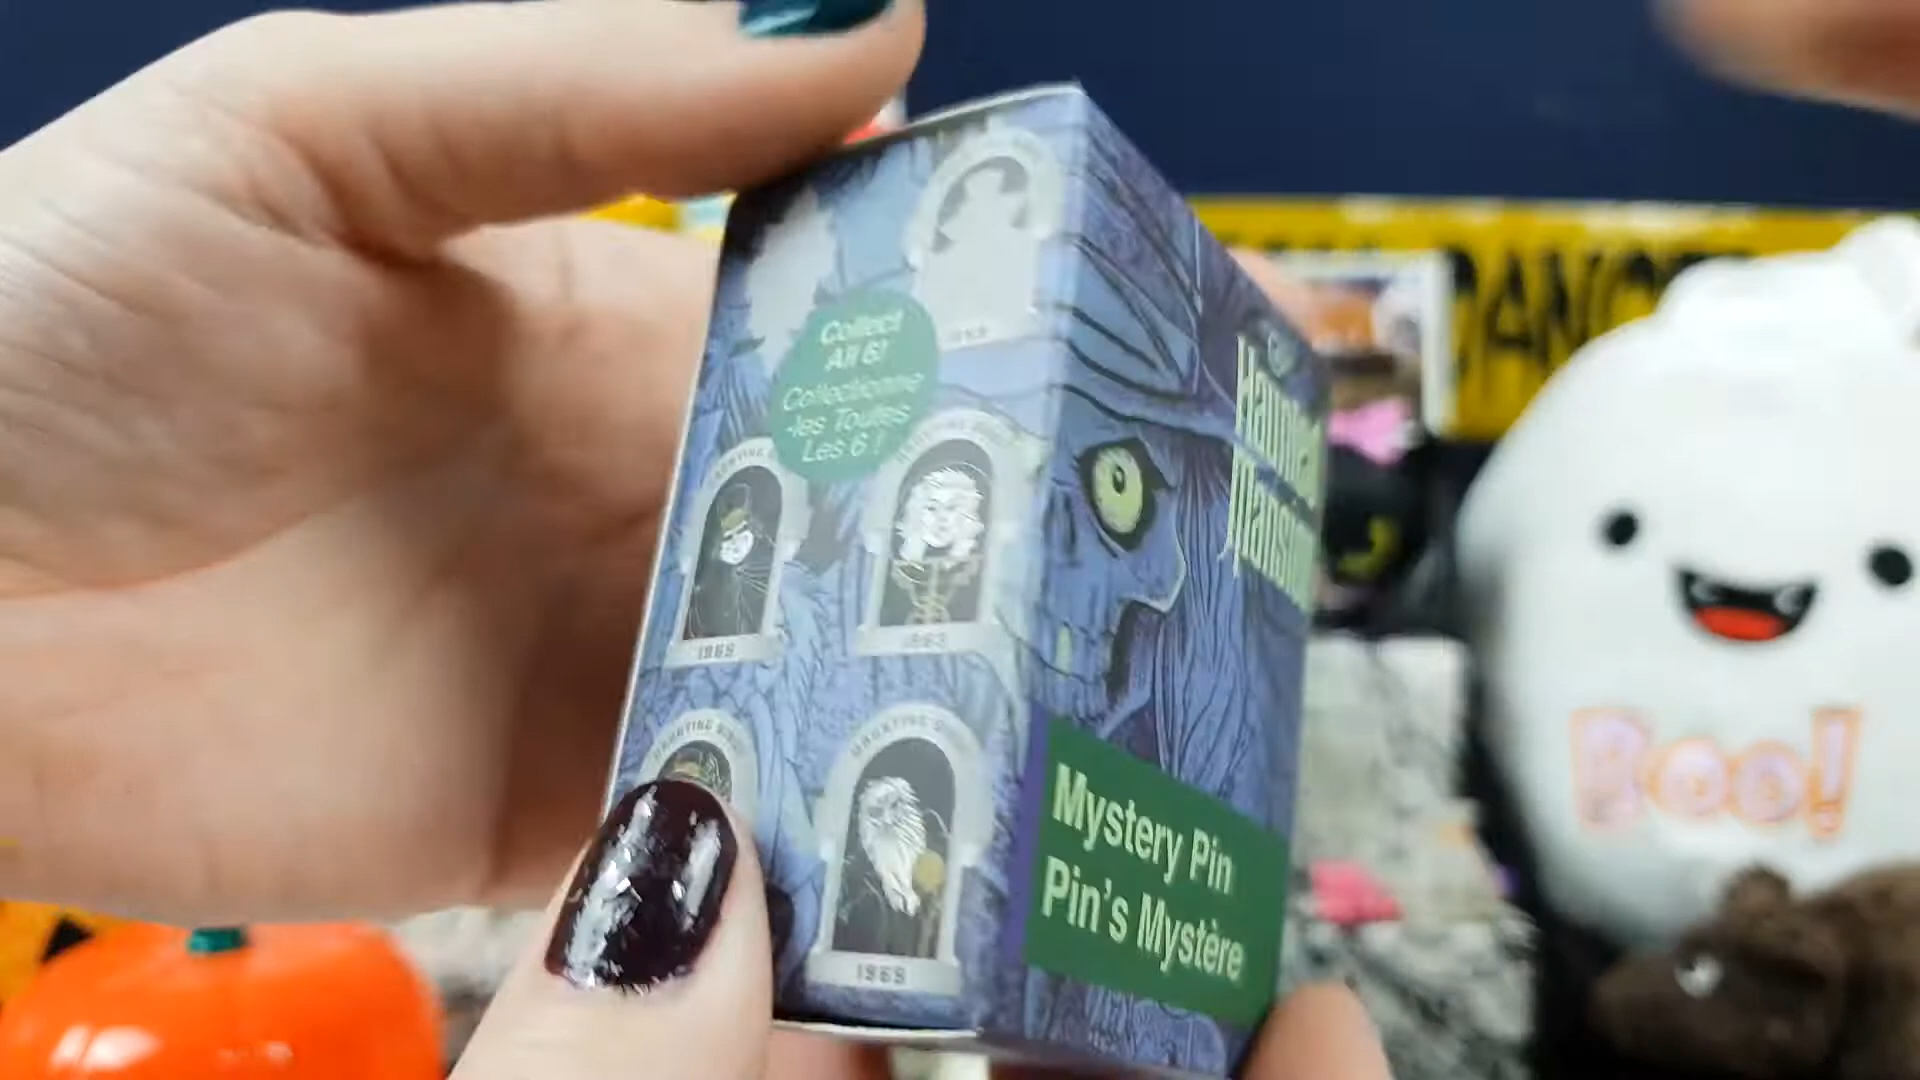 Collect
All 6!
Collectionne
-les Toutes
Les 6 !
1969
1969
1969
Haunted
Mansion
Mystery Pin
Pin's Mystère
Boo!